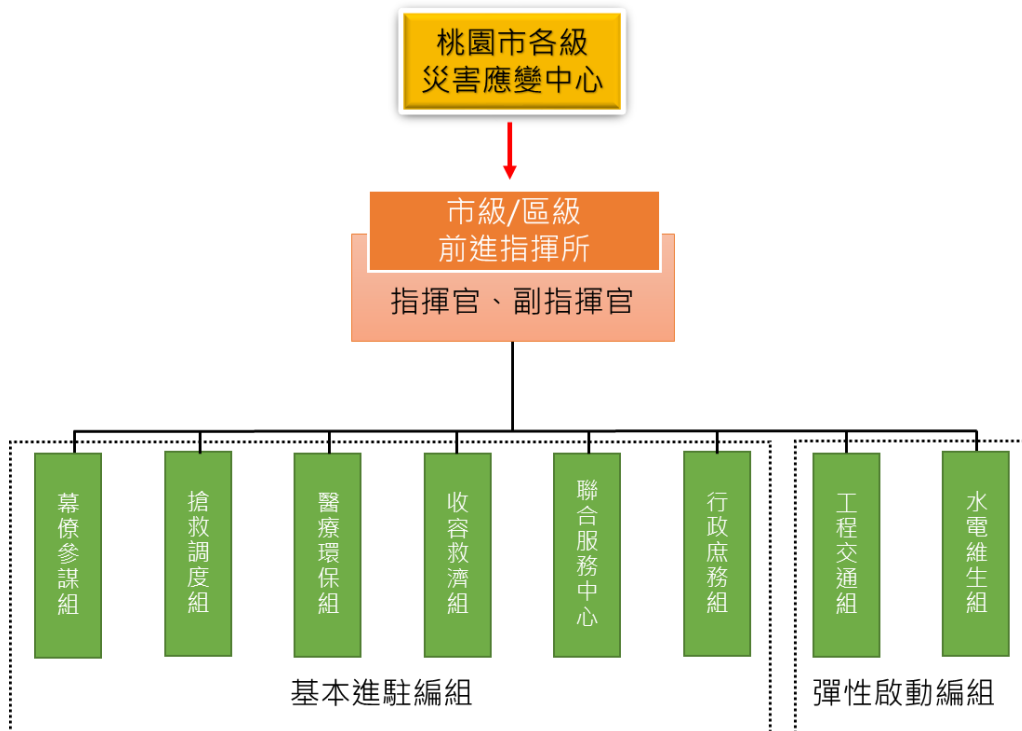 桃園市各級
災害應變中心
市級/區級
前進指揮所
指揮官、副指揮官
幕僚參謀組
搶救調度組
醫療環保組
收容救濟組
聯合服務中心
行政庶務組
工程交通組
水電維生組
基本進駐編組
彈性啟動編組